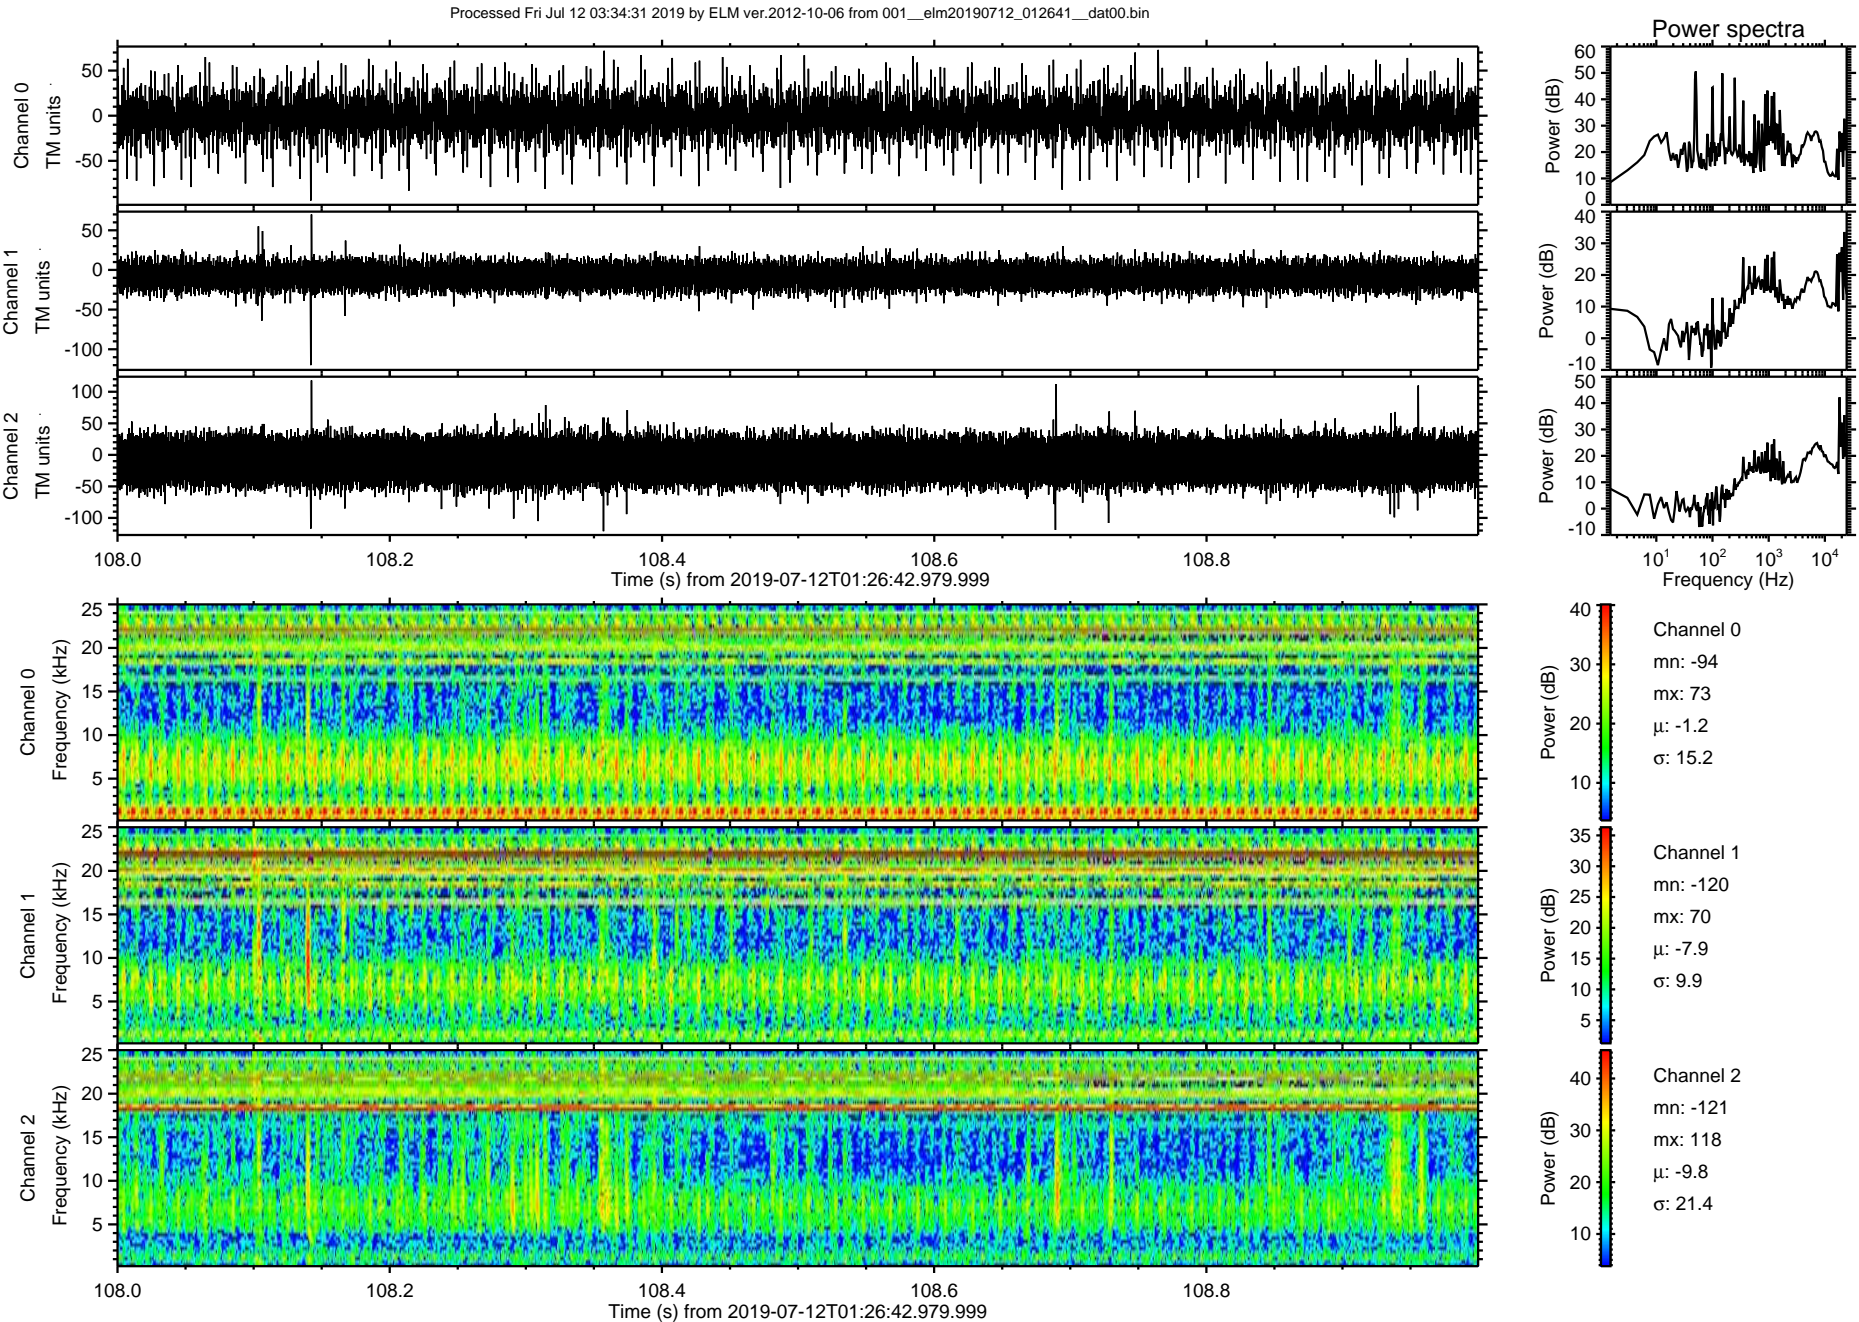 Processed Fri Jul 12 03:34:31 2019 by ELM ver.2012-10-06 from 001__elm20190712_012641__dat00.bin
Power spectra
Channel 0
TM units
50
0
-50
Power (dB)
60
50
40
30
20
10
0
Channel 1
TM units
50
0
-50
-100
Power (dB)
40
30
20
10
0
-10
Channel 2
TM units
100
50
0
-50
-100
Power (dB)
50
40
30
20
10
0
-10
108.0 108.2 108.4 108.6 108.8
Time (s) from 2019-07-12T01:26:42.979.999
10¹ 10² 10³ 10⁴
Frequency (Hz)
Channel 0
Frequency (kHz)
25
20
15
10
5
Power (dB)
40
30
20
10
Channel 0
mn: -94
mx: 73
μ: -1.2
σ: 15.2
Channel 1
Frequency (kHz)
25
20
15
10
5
Power (dB)
35
30
25
20
15
10
5
Channel 1
mn: -120
mx: 70
μ: -7.9
σ: 9.9
Channel 2
Frequency (kHz)
25
20
15
10
5
Power (dB)
40
30
20
10
Channel 2
mn: -121
mx: 118
μ: -9.8
σ: 21.4
108.0 108.2 108.4 108.6 108.8
Time (s) from 2019-07-12T01:26:42.979.999